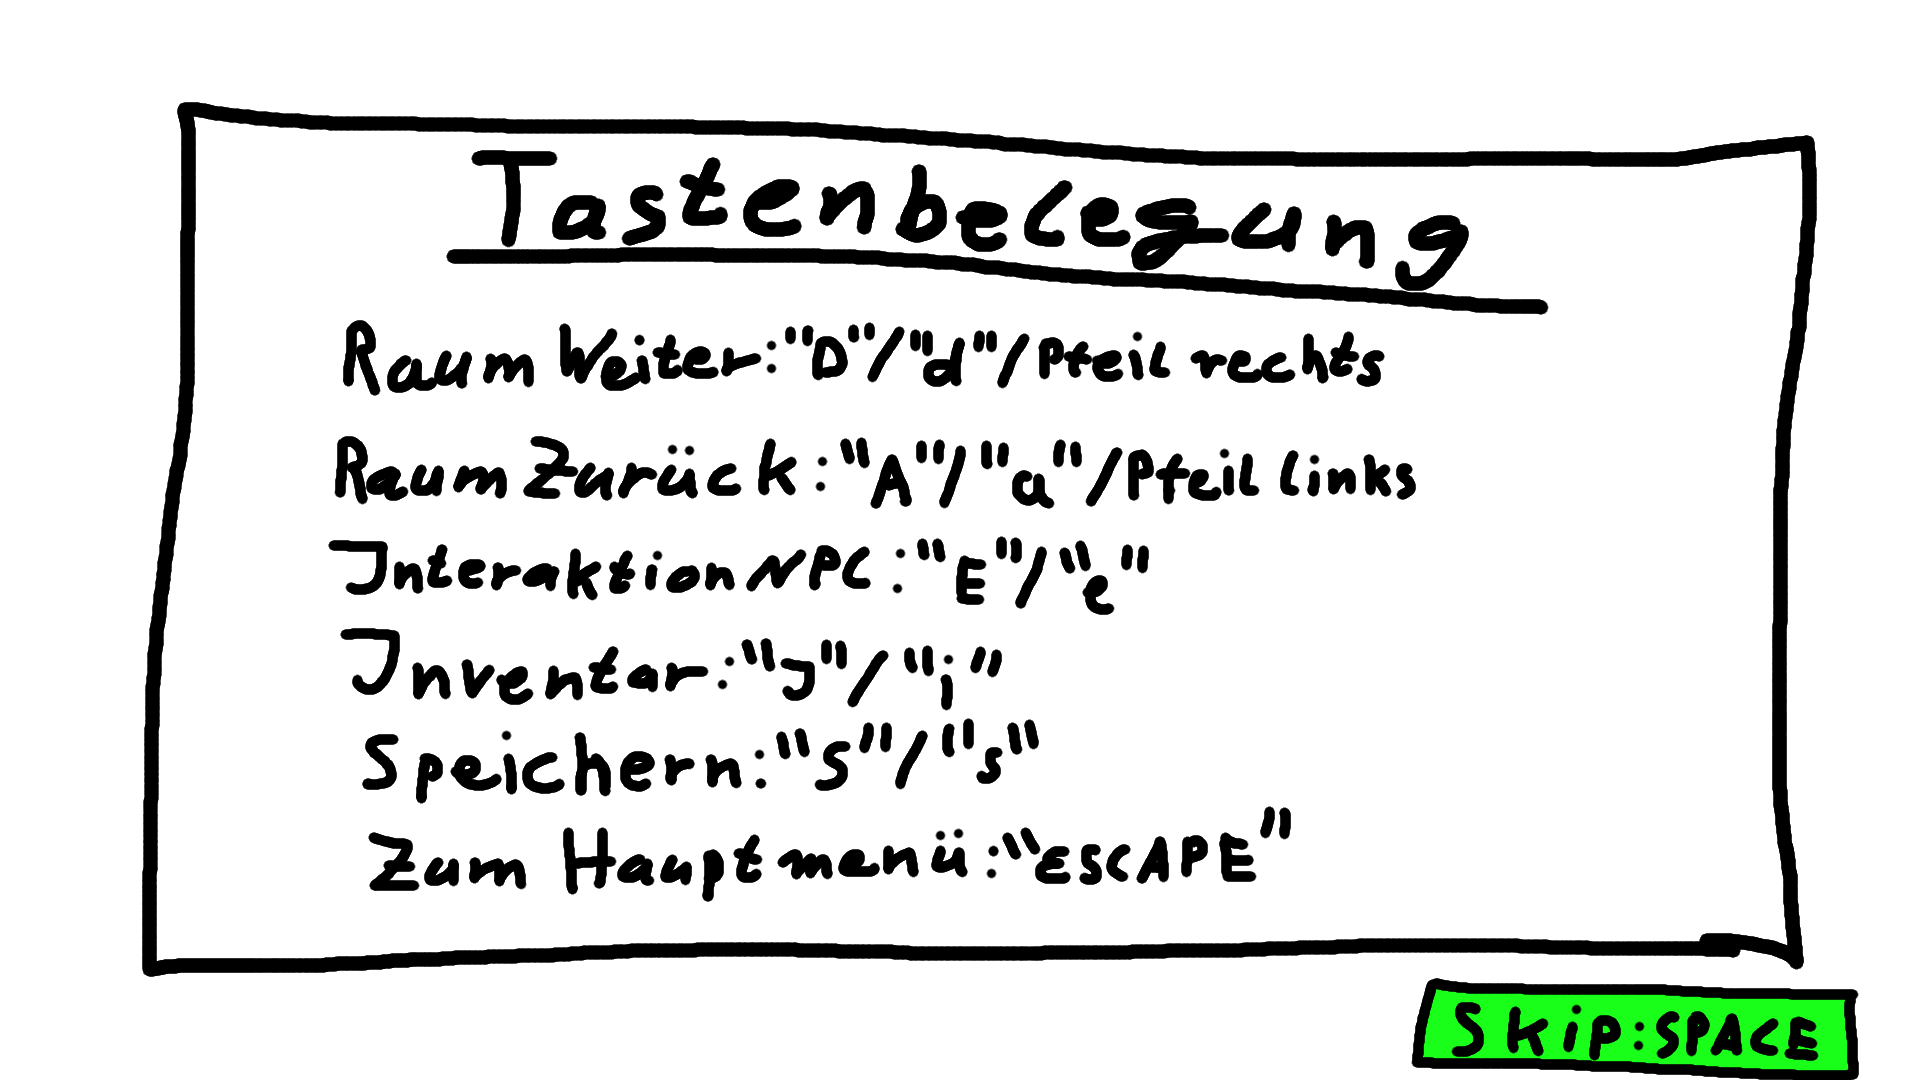 Tastenbelegung
Raum Weiter: "D"/"d"/Pfeil rechts
Raum Zurück: "A"/"a"/Pfeil links
Interaktion NPC: "E"/"e"
Inventar: "I"/"i"
Speichern: "S"/"s"
Zum Hauptmenü: "ESCAPE"
Skip: SPACE